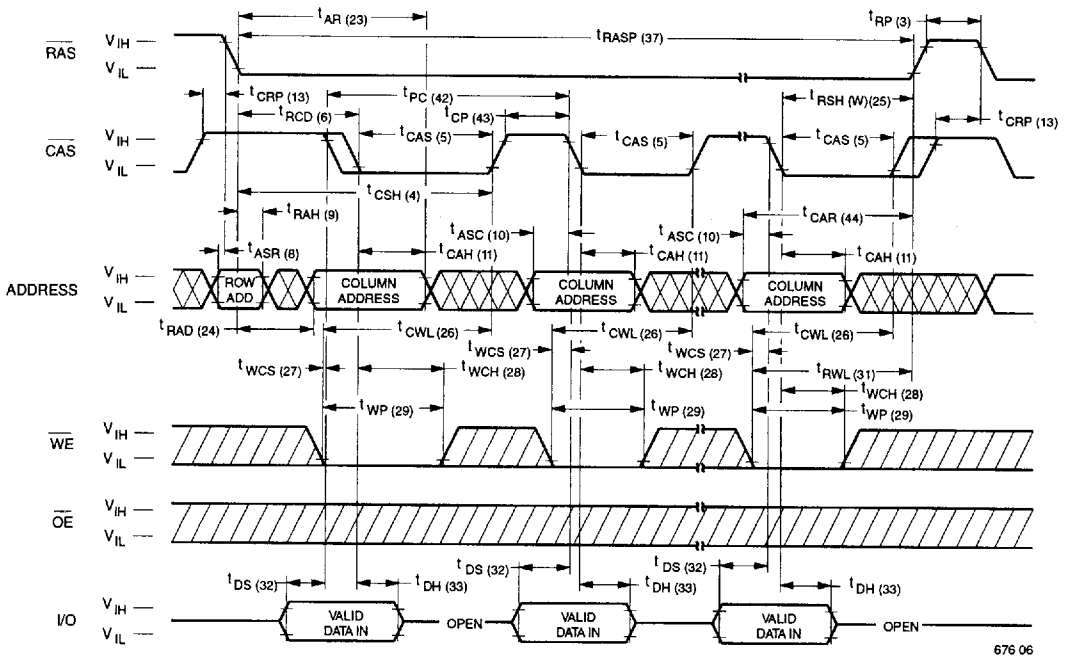 tAR (23)
tRP (3)
tRASP (37)
RAS
VIH
VIL
tCRP (13)
tPC (42)
tRSH (W)(25)
tRCD (6)
tCP (43)
tCRP (13)
CAS
VIH
VIL
tCAS (5)
tCAS (5)
tCAS (5)
tCSH (4)
tRAH (9)
tCAR (44)
tASC (10)
tASC (10)
tASR (8)
tCAH (11)
tCAH (11)
tCAH (11)
ADDRESS
VIH
VIL
ROW ADD
COLUMN ADDRESS
COLUMN ADDRESS
COLUMN ADDRESS
tRAD (24)
tCWL (26)
tCWL (26)
tCWL (26)
tWCS (27)
tWCS (27)
tWCS (27)
tWCH (28)
tWCH (28)
tRWL (31)
tWCH (28)
tWP (29)
tWP (29)
tWP (29)
WE
VIH
VIL
OE
VIH
VIL
tDS (32)
tDS (32)
tDS (32)
tDH (33)
tDH (33)
tDH (33)
I/O
VIH
VIL
VALID DATA IN
OPEN
VALID DATA IN
VALID DATA IN
OPEN
676 06